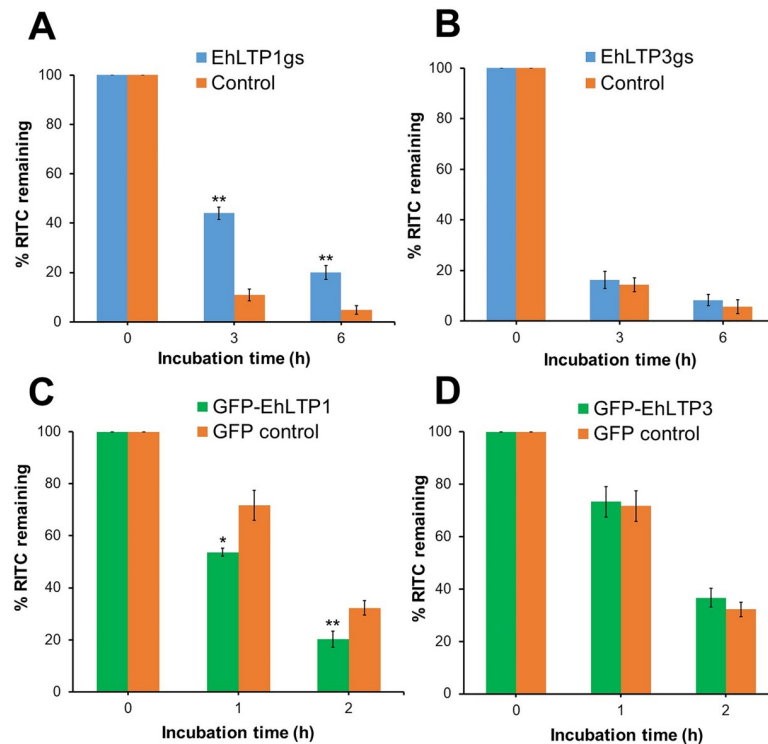 A
EhLTP1gs
Control
% RITC remaining
100
80
60
40
20
0
**
**
0 3 6
Incubation time (h)
B
EhLTP3gs
Control
% RITC remaining
100
80
60
40
20
0
0 3 6
Incubation time (h)
C
GFP-EhLTP1
GFP control
% RITC remaining
100
80
60
40
20
0
*
**
0 1 2
Incubation time (h)
D
GFP-EhLTP3
GFP control
% RITC remaining
100
80
60
40
20
0
0 1 2
Incubation time (h)